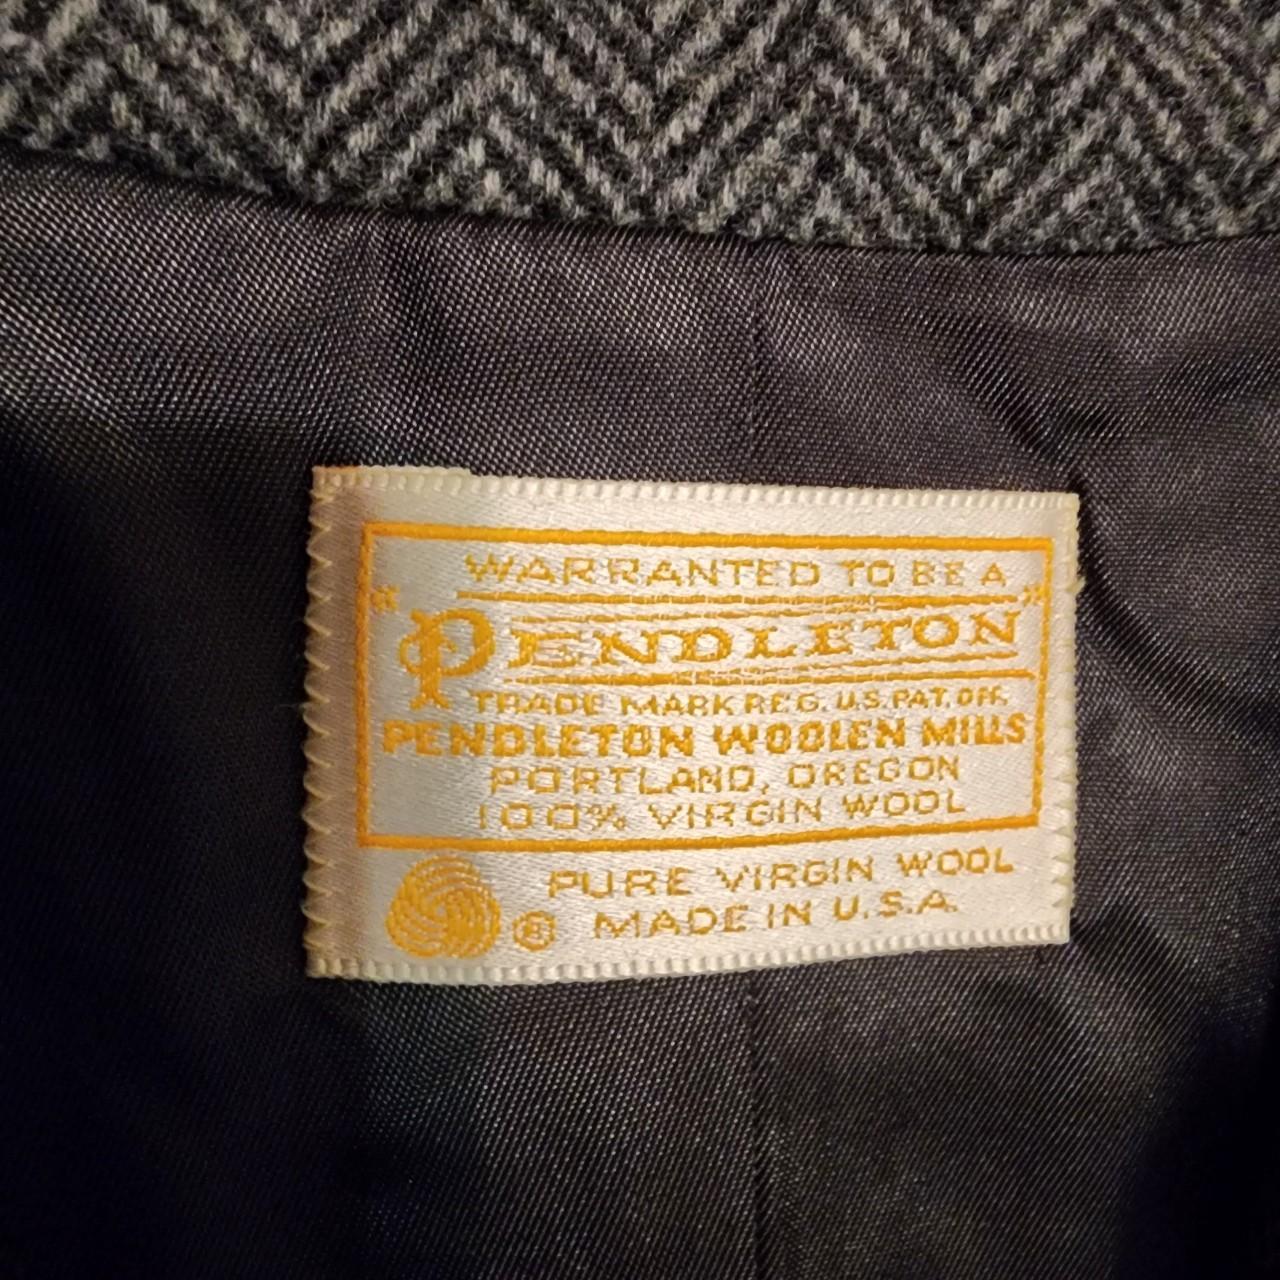 WARRANTED TO BE A
"PENDLETON"
TRADE MARK REG. U.S. PAT. OFF.
PENDLETON WOOLEN MILLS
PORTLAND, OREGON
100% VIRGIN WOOL
PURE VIRGIN WOOL
® MADE IN U.S.A.